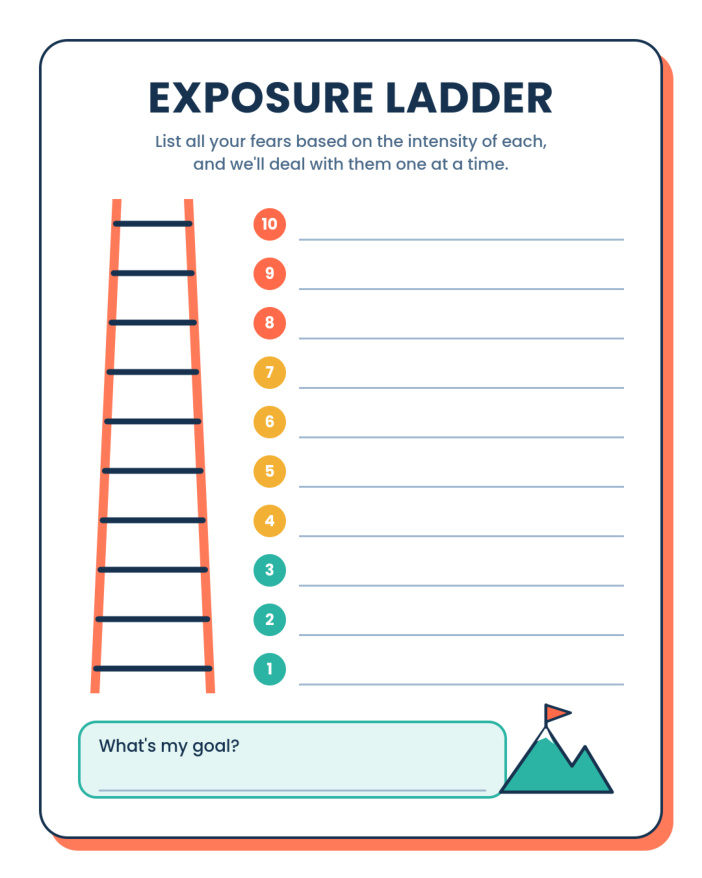 EXPOSURE LADDER
List all your fears based on the intensity of each,
and we'll deal with them one at a time.
10
9
8
7
6
5
4
3
2
1
What's my goal?